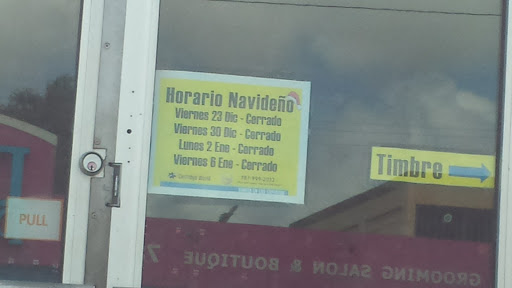 Horario Navideño
Viernes 23 Dic - Cerrado
Viernes 30 Dic - Cerrado
Lunes 2 Ene - Cerrado
Viernes 6 Ene - Cerrado
Timbre
PULL
GROOMING SALON & BOUTIQUE